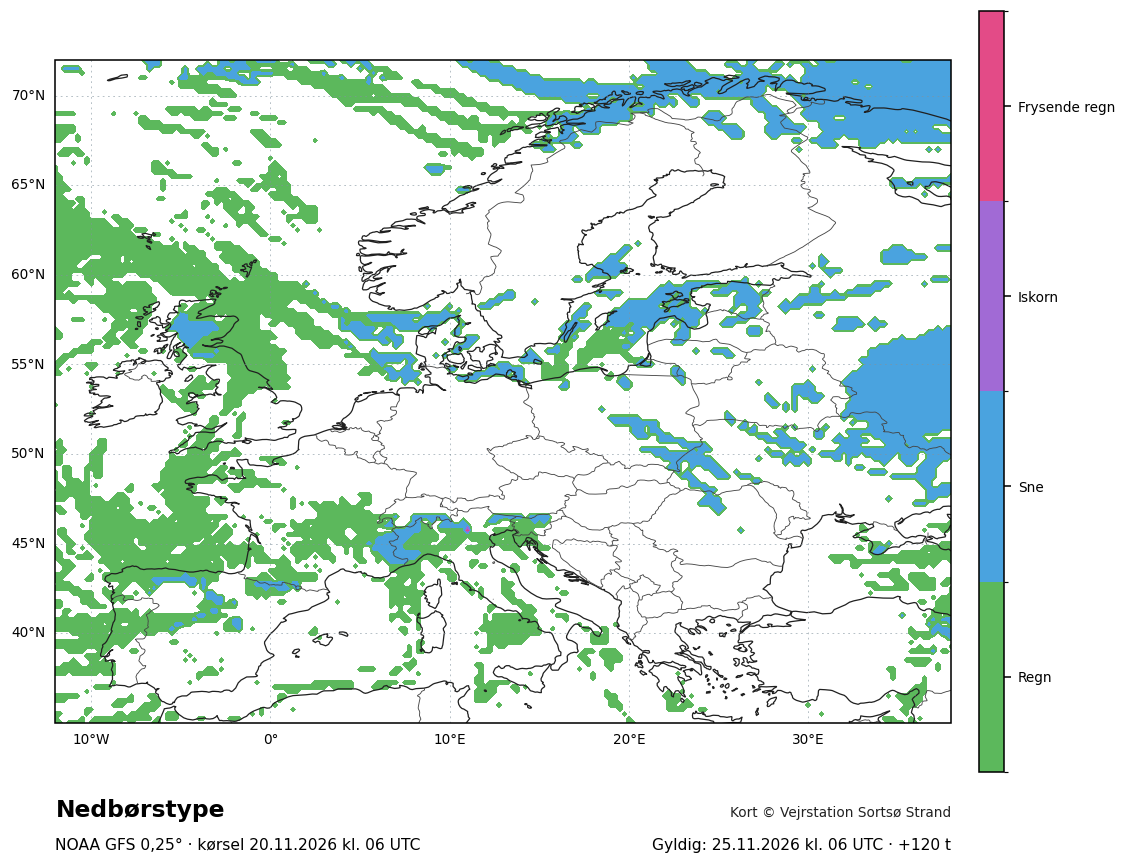 70°N
65°N
60°N
55°N
50°N
45°N
40°N
10°W
0°
10°E
20°E
30°E
Frysende regn
Iskorn
Sne
Regn
Nedbørstype
Kort © Vejrstation Sortsø Strand
NOAA GFS 0,25° · kørsel 20.11.2026 kl. 06 UTC
Gyldig: 25.11.2026 kl. 06 UTC · +120 t